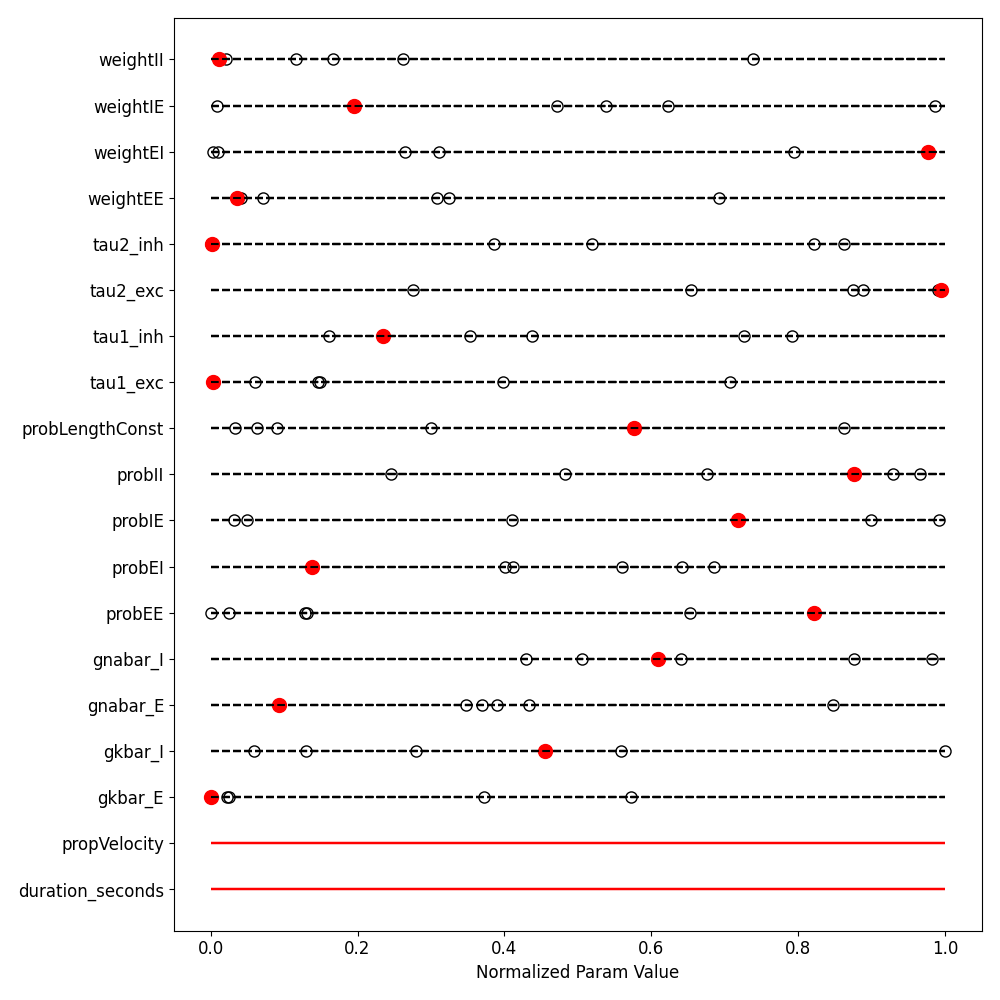 weightII
weightIE
weightEI
weightEE
tau2_inh
tau2_exc
tau1_inh
tau1_exc
probLengthConst
probII
probIE
probEI
probEE
gnabar_I
gnabar_E
gkbar_I
gkbar_E
propVelocity
duration_seconds
0.0 0.2 0.4 0.6 0.8 1.0
Normalized Param Value